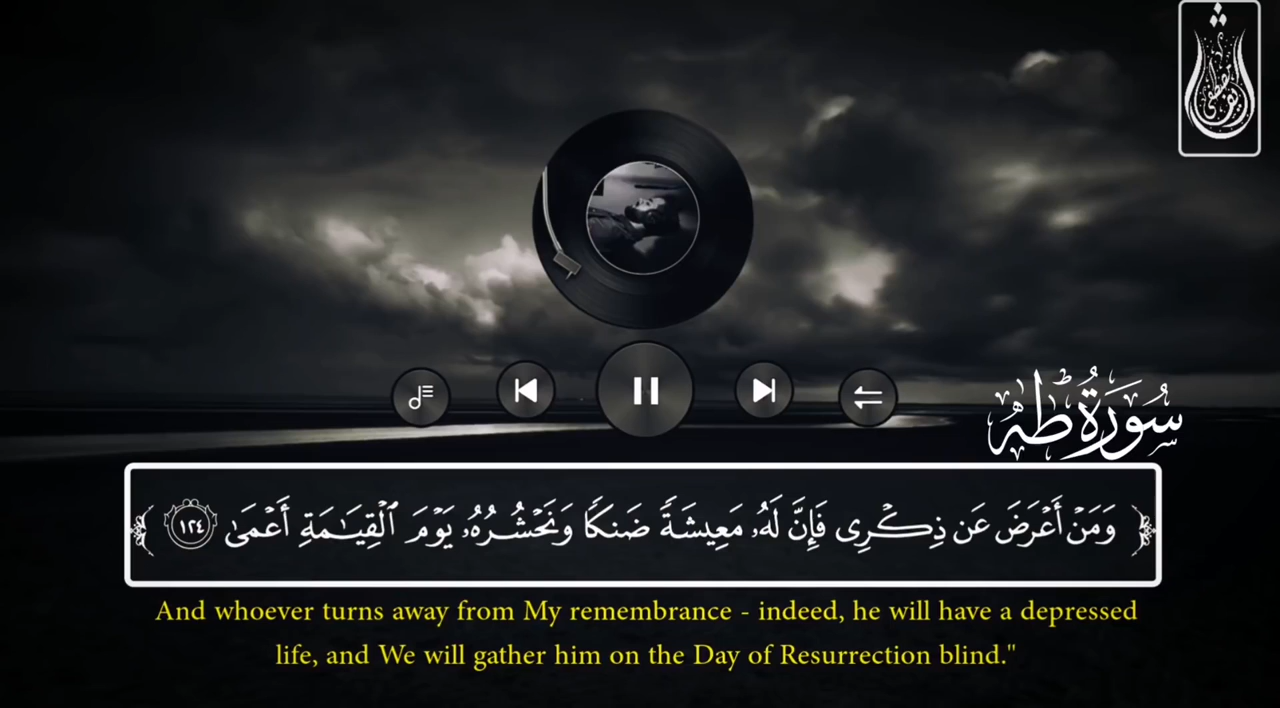 سُورَةُ طه
وَمَنْ أَعْرَضَ عَن ذِكْرِى فَإِنَّ لَهُۥ مَعِيشَةً ضَنكًا وَنَحْشُرُهُۥ يَوْمَ ٱلْقِيَـٰمَةِ أَعْمَىٰ ١٢٤
And whoever turns away from My remembrance - indeed, he will have a depressed
life, and We will gather him on the Day of Resurrection blind."